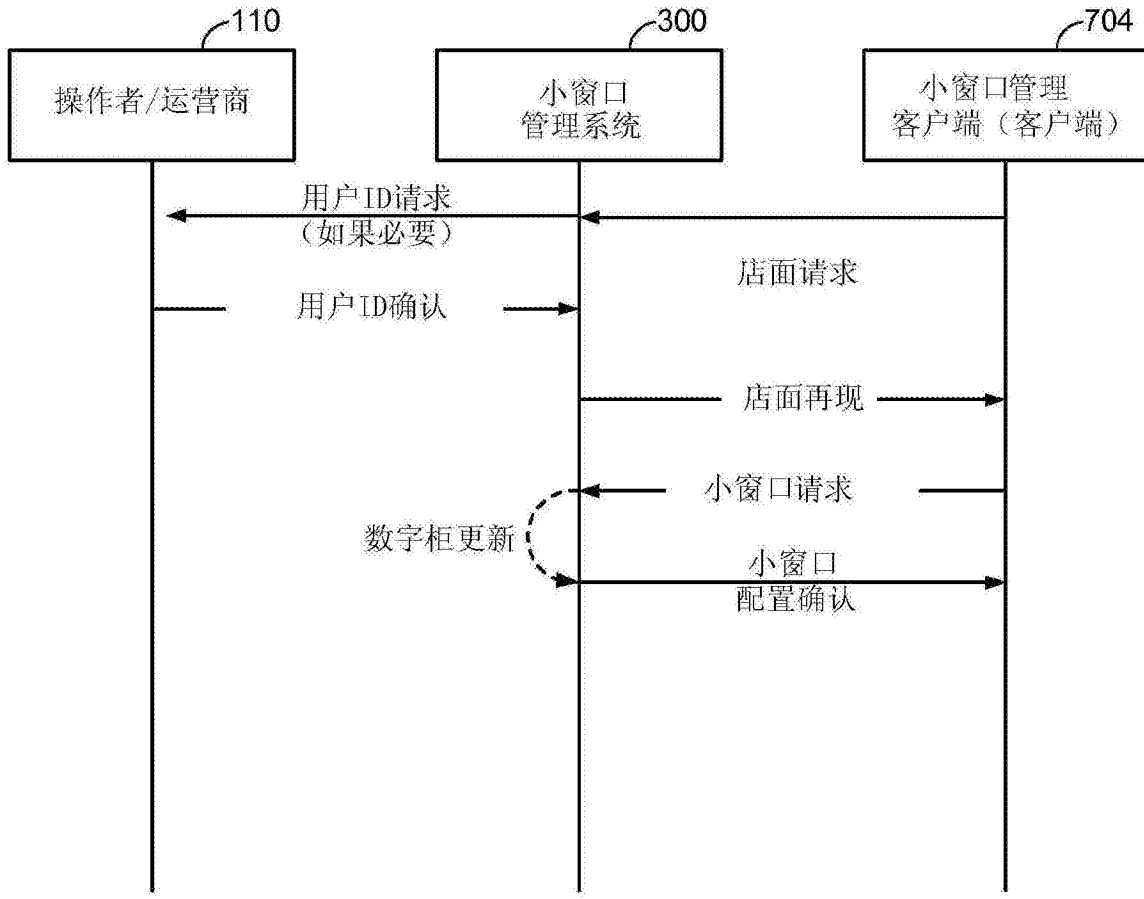 110
300
704
操作者/运营商
小窗口
管理系统
小窗口管理
客户端（客户端）
用户ID请求
（如果必要）
店面请求
用户ID确认
店面再现
小窗口请求
数字柜更新
小窗口
配置确认